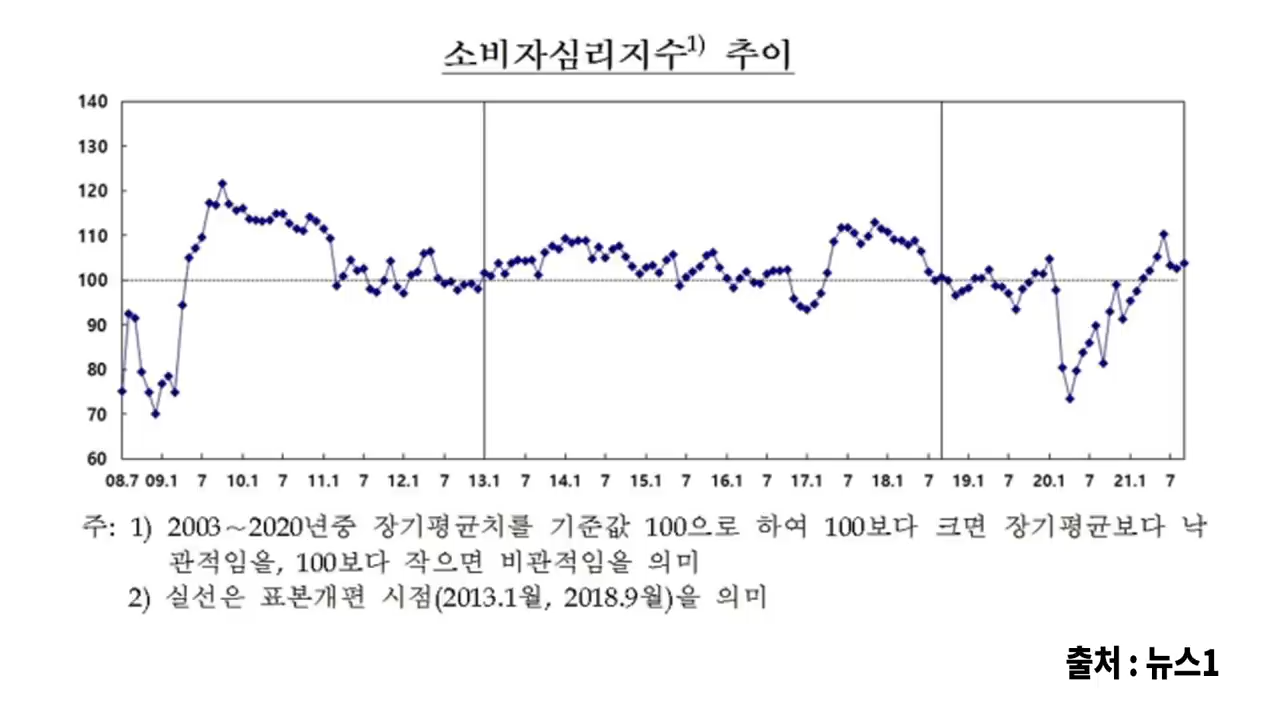 소비자심리지수1) 추이
140
130
120
110
100
90
80
70
60
08.7 09.1 7 10.1 7 11.1 7 12.1 7 13.1 7 14.1 7 15.1 7 16.1 7 17.1 7 18.1 7 19.1 7 20.1 7 21.1 7
주: 1) 2003~2020년중 장기평균치를 기준값 100으로 하여 100보다 크면 장기평균보다 낙
관적임을, 100보다 작으면 비관적임을 의미
2) 실선은 표본개편 시점(2013.1월, 2018.9월)을 의미
출처 : 뉴스1